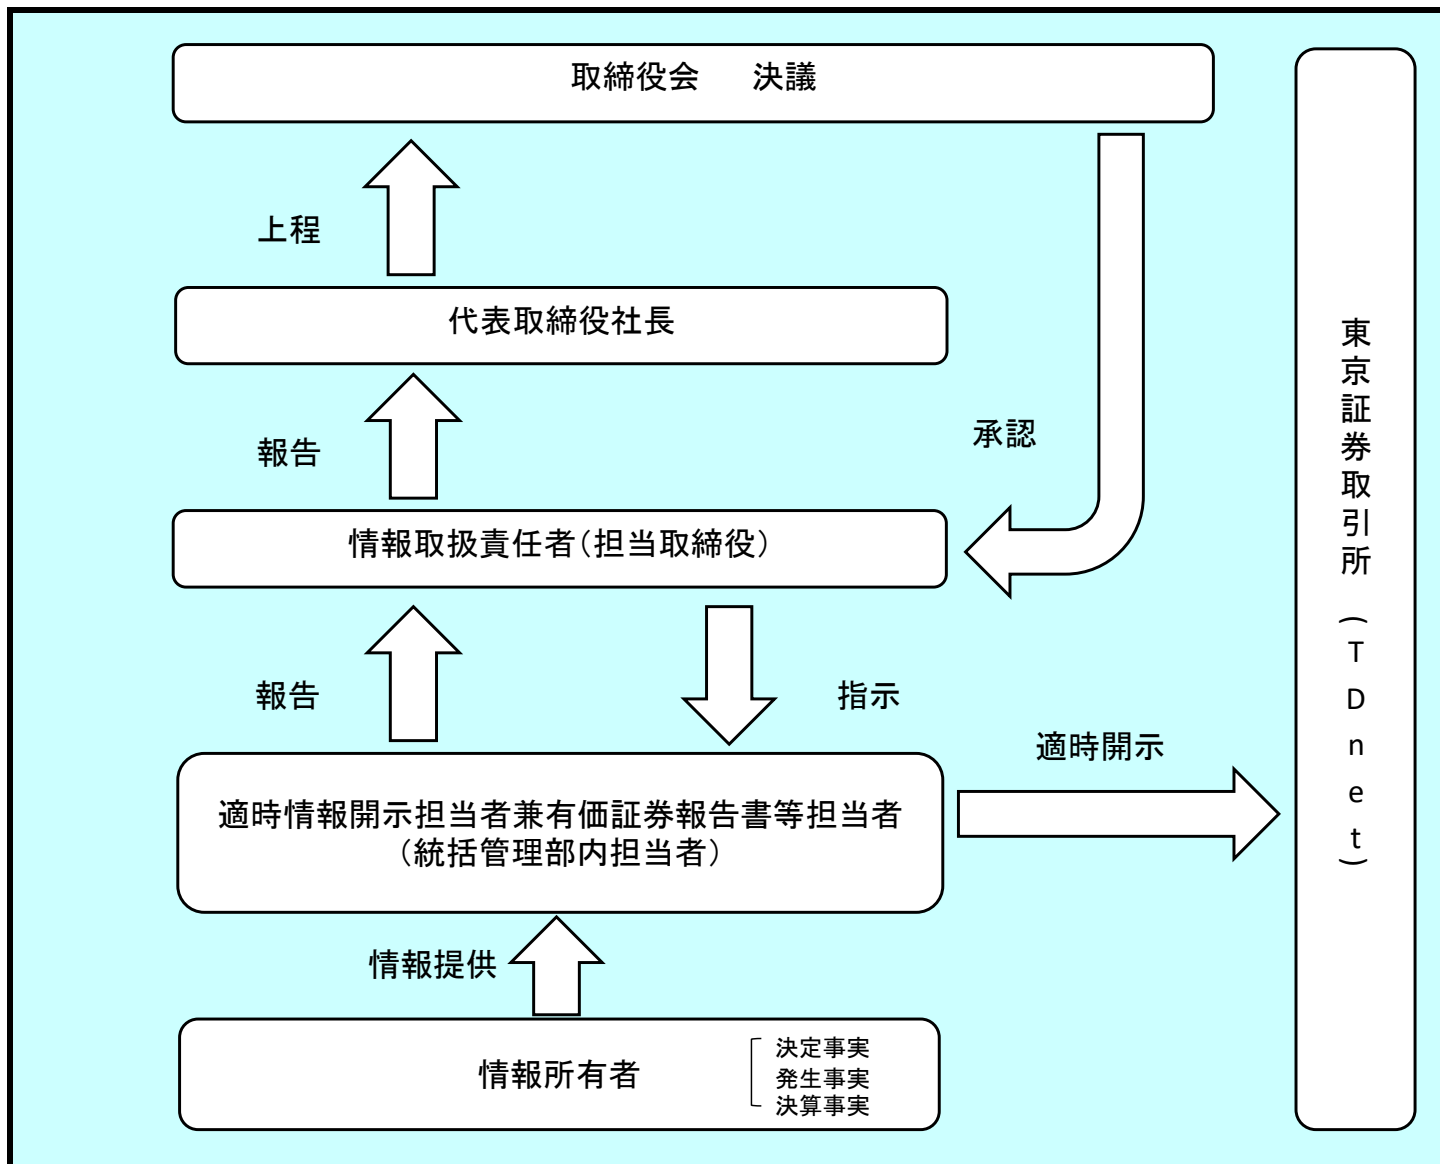 取締役会　決議
上程
代表取締役社長
報告
承認
情報取扱責任者(担当取締役)
報告
指示
適時開示
適時情報開示担当者兼有価証券報告書等担当者
(統括管理部内担当者)
情報提供
情報所有者
決定事実
発生事実
決算事実
東京証券取引所(TDnet)